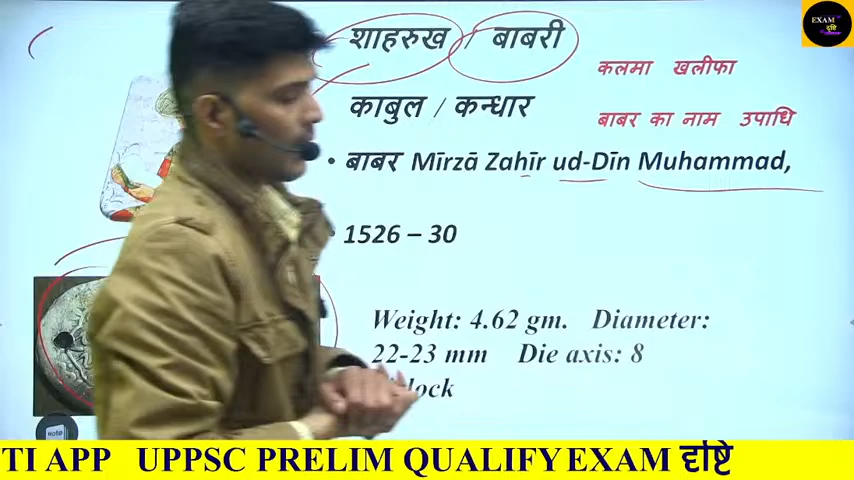 शाहरुख / बाबरी
कलमा खलीफा
काबुल / कन्धार
बाबर का नाम उपाधि
• बाबर Mīrzā Zahīr ud-Dīn Muhammad,
1526 – 30
Weight: 4.62 gm. Diameter:
22-23 mm Die axis: 8
EXAM
दृष्टि
TI APP UPPSC PRELIM QUALIFY EXAM दृष्टि